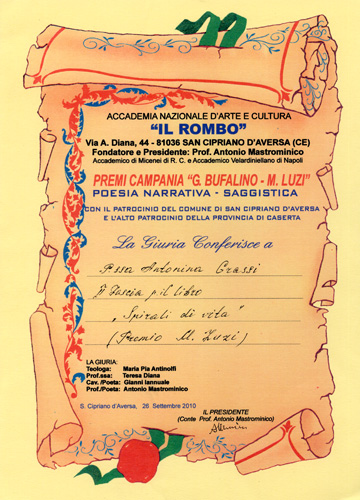 ACCADEMIA NAZIONALE D'ARTE E CULTURA
"IL ROMBO"
Via A. Diana, 44 - 81036 SAN CIPRIANO D'AVERSA (CE)
Fondatore e Presidente: Prof. Antonio Mastrominico
Accademico di Micenei di R. C. e Accademico Velardiniellano di Napoli
PREMI CAMPANIA "G. BUFALINO - M. LUZI"
POESIA NARRATIVA - SAGGISTICA
CON IL PATROCINIO DEL COMUNE DI SAN CIPRIANO D'AVERSA
E L'ALTO PATROCINIO DELLA PROVINCIA DI CASERTA
La Giuria Conferisce a
Antonina Grassi
Fascia p. il libro
"Spirali di vita"
(Premio M. Luzi)
LA GIURIA:
Teologa: Maria Pia Antinolfi
Prof.ssa: Teresa Diana
Cav./Poeta: Gianni Iannuale
Prof./Poeta: Antonio Mastrominico
S. Cipriano d'Aversa, 26 Settembre 2010
IL PRESIDENTE
(Conte Prof. Antonio Mastrominico)